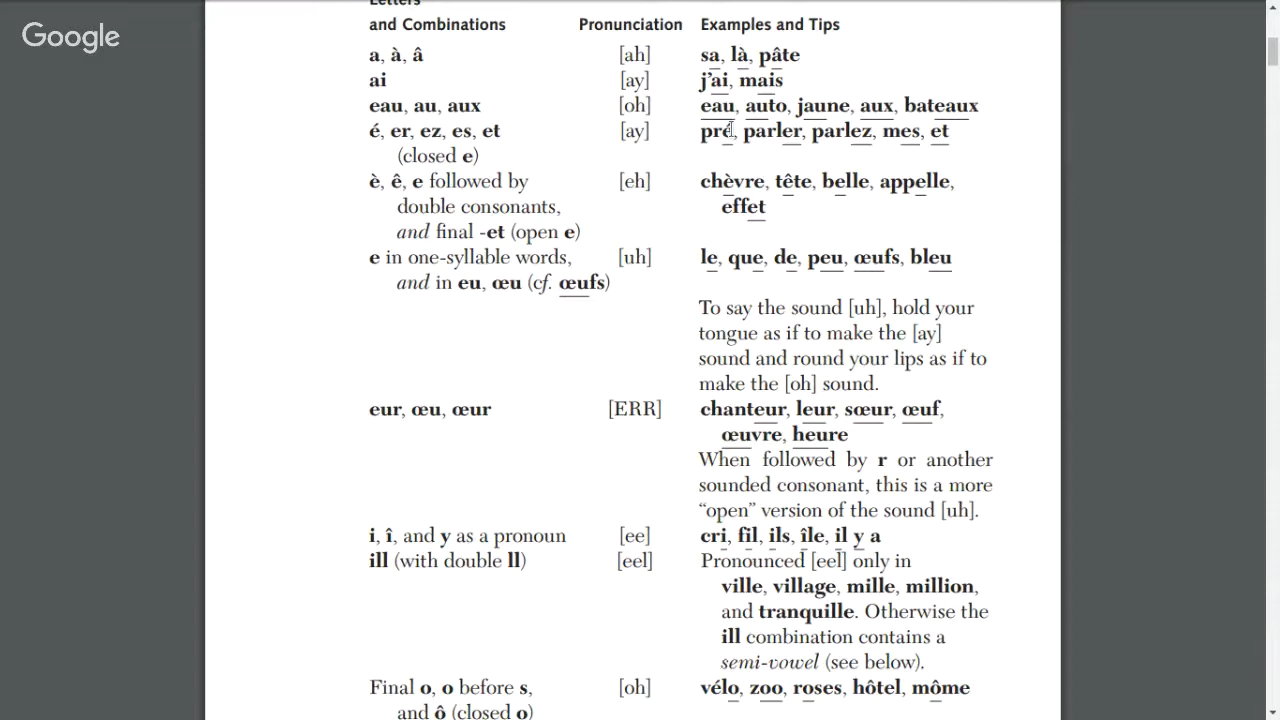 Google
Letters
and Combinations Pronunciation Examples and Tips
a, à, â [ah] sa, là, pâte
ai [ay] j'ai, mais
eau, au, aux [oh] eau, auto, jaune, aux, bateaux
é, er, ez, es, et [ay] pré, parler, parlez, mes, et
(closed e)
è, ê, e followed by [eh] chèvre, tête, belle, appelle,
double consonants, effet
and final -et (open e)
e in one-syllable words, [uh] le, que, de, peu, œufs, bleu
and in eu, œu (cf. œufs)
To say the sound [uh], hold your
tongue as if to make the [ay]
sound and round your lips as if to
make the [oh] sound.
eur, œu, œur [ERR] chanteur, leur, sœur, œuf,
œuvre, heure
When followed by r or another
sounded consonant, this is a more
“open” version of the sound [uh].
i, î, and y as a pronoun [ee] cri, fil, ils, île, il y a
ill (with double ll) [eel] Pronounced [eel] only in
ville, village, mille, million,
and tranquille. Otherwise the
ill combination contains a
semi-vowel (see below).
Final o, o before s, [oh] vélo, zoo, roses, hôtel, môme
and ô (closed o)